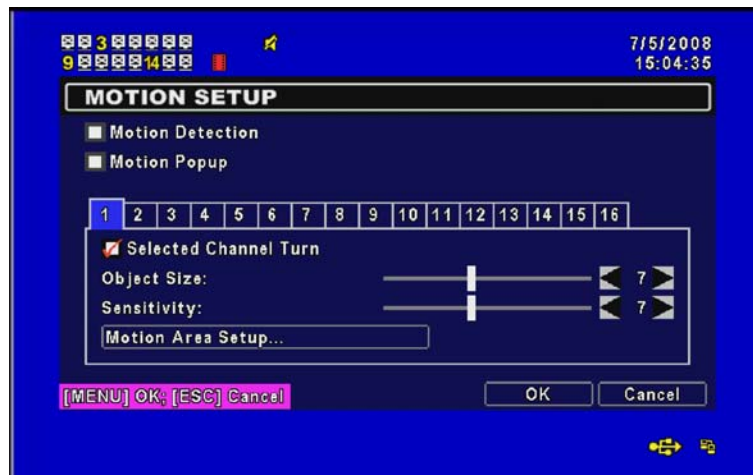 3
7/5/2008
9 14
15:04:35
MOTION SETUP
Motion Detection
Motion Popup
1 2 3 4 5 6 7 8 9 10 11 12 13 14 15 16
Selected Channel Turn
Object Size: 7
Sensitivity: 7
Motion Area Setup...
[MENU] OK; [ESC] Cancel OK Cancel